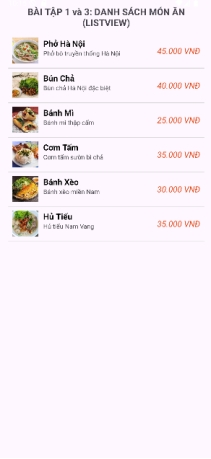 BÀI TẬP 1 và 3: DANH SÁCH MÓN ĂN
(LISTVIEW)
Phở Hà Nội
Phở bò truyền thống Hà Nội
45.000 VNĐ
Bún Chả
Bún chả Hà Nội đặc biệt
40.000 VNĐ
Bánh Mì
Bánh mì thập cẩm
25.000 VNĐ
Cơm Tấm
Cơm tấm sườn bì chả
35.000 VNĐ
Bánh Xèo
Bánh xèo miền Nam
30.000 VNĐ
Hủ Tiếu
Hủ tiếu Nam Vang
35.000 VNĐ